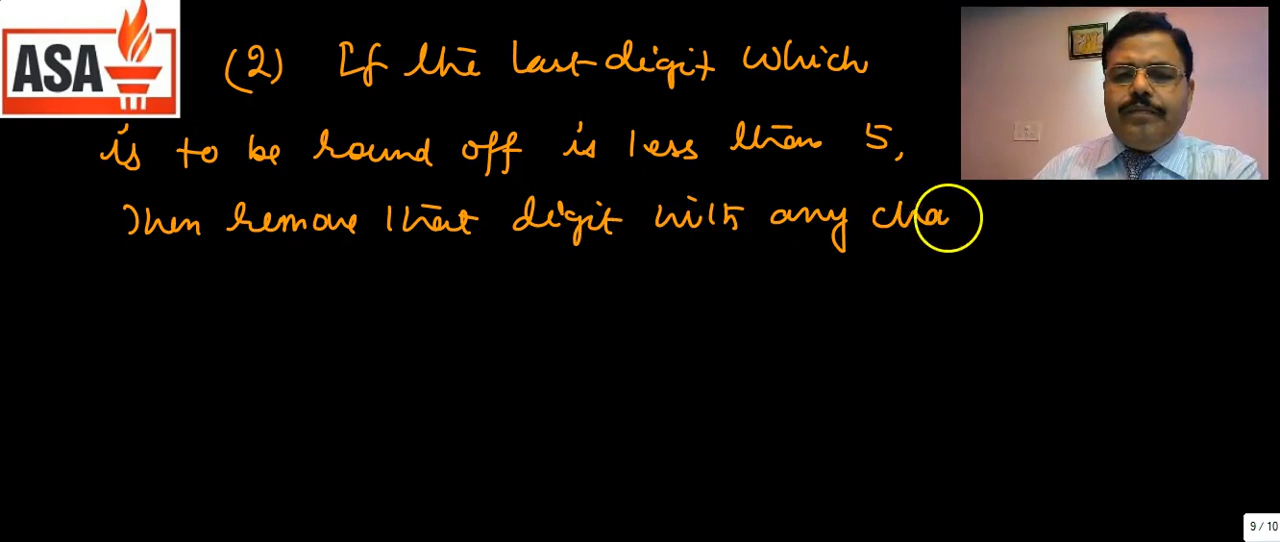 ASA
(2) If the last digit which
is to be round off is less than 5,
Then remove that digit with any cha
9 / 10